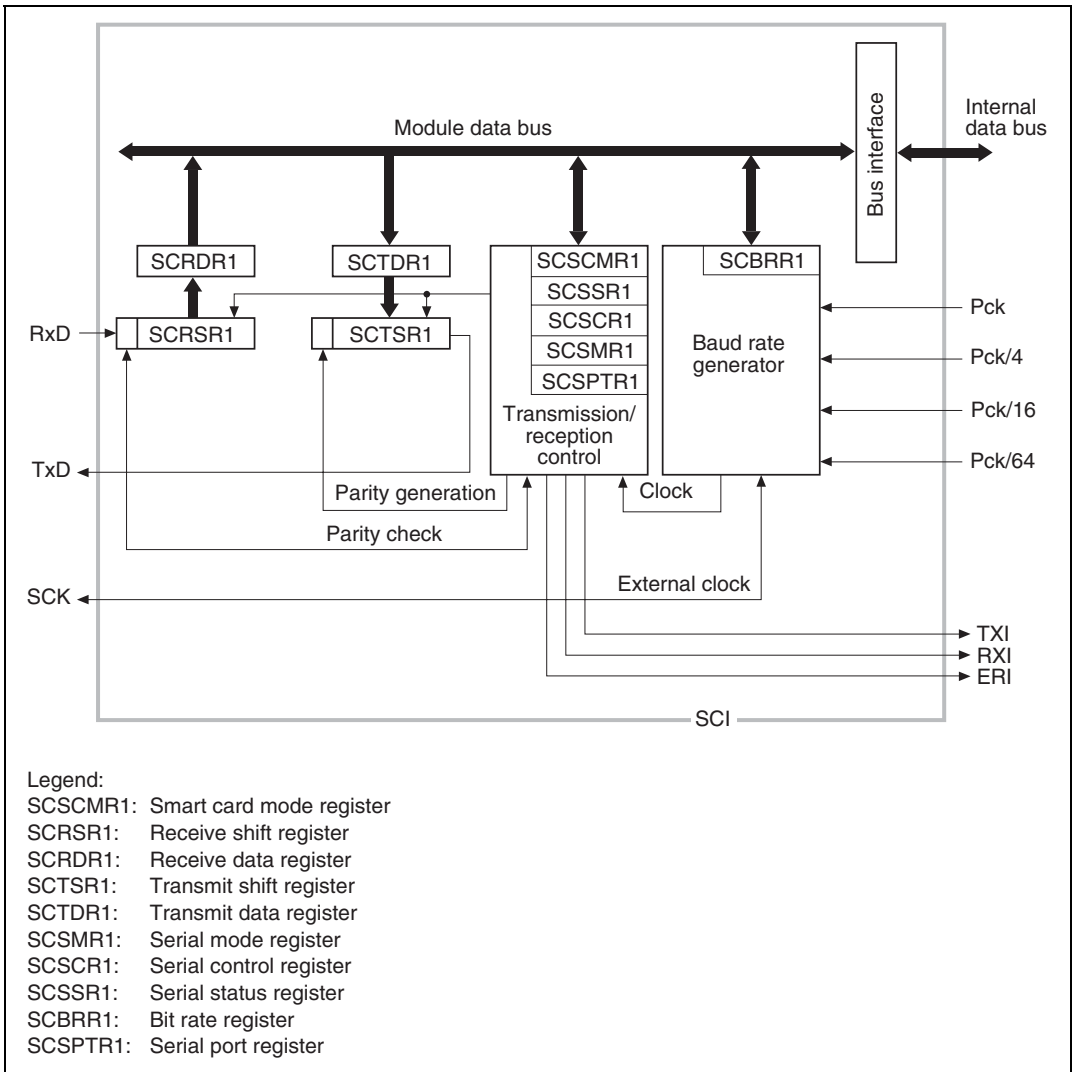 Module data bus
Bus interface
Internal
data bus
SCRDR1
SCTDR1
SCSCMR1
SCSSR1
SCSCR1
SCSMR1
SCSPTR1
Transmission/
reception
control
SCBRR1
Baud rate
generator
RxD
SCRSR1
SCTSR1
Pck
Pck/4
Pck/16
Pck/64
TxD
Parity generation
Clock
Parity check
External clock
SCK
TXI
RXI
ERI
SCI
Legend:
SCSCMR1: Smart card mode register
SCRSR1: Receive shift register
SCRDR1: Receive data register
SCTSR1: Transmit shift register
SCTDR1: Transmit data register
SCSMR1: Serial mode register
SCSCR1: Serial control register
SCSSR1: Serial status register
SCBRR1: Bit rate register
SCSPTR1: Serial port register